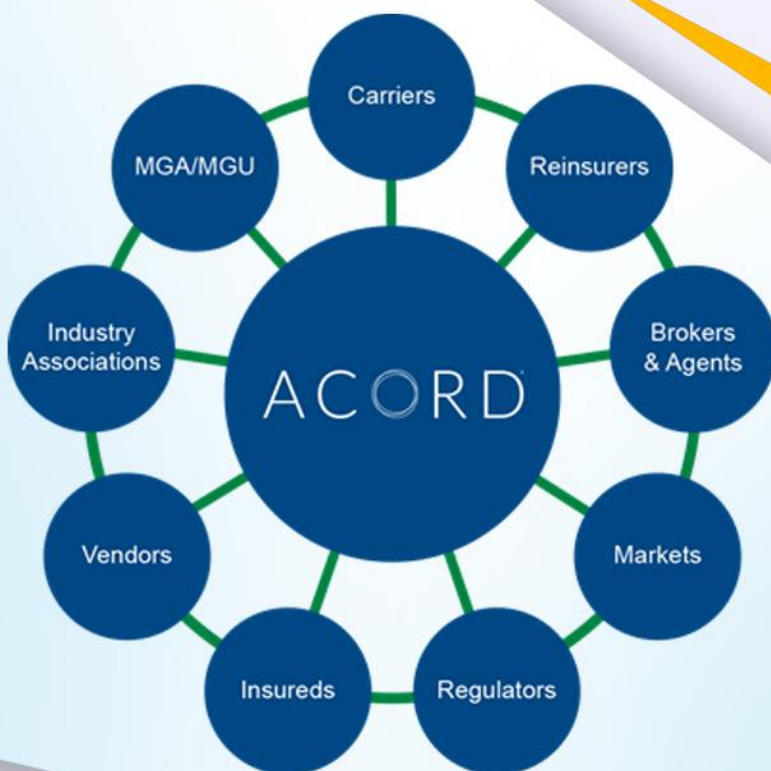 Carriers
Reinsurers
Brokers
& Agents
Markets
Regulators
Insureds
Vendors
Industry
Associations
MGA/MGU
ACORD